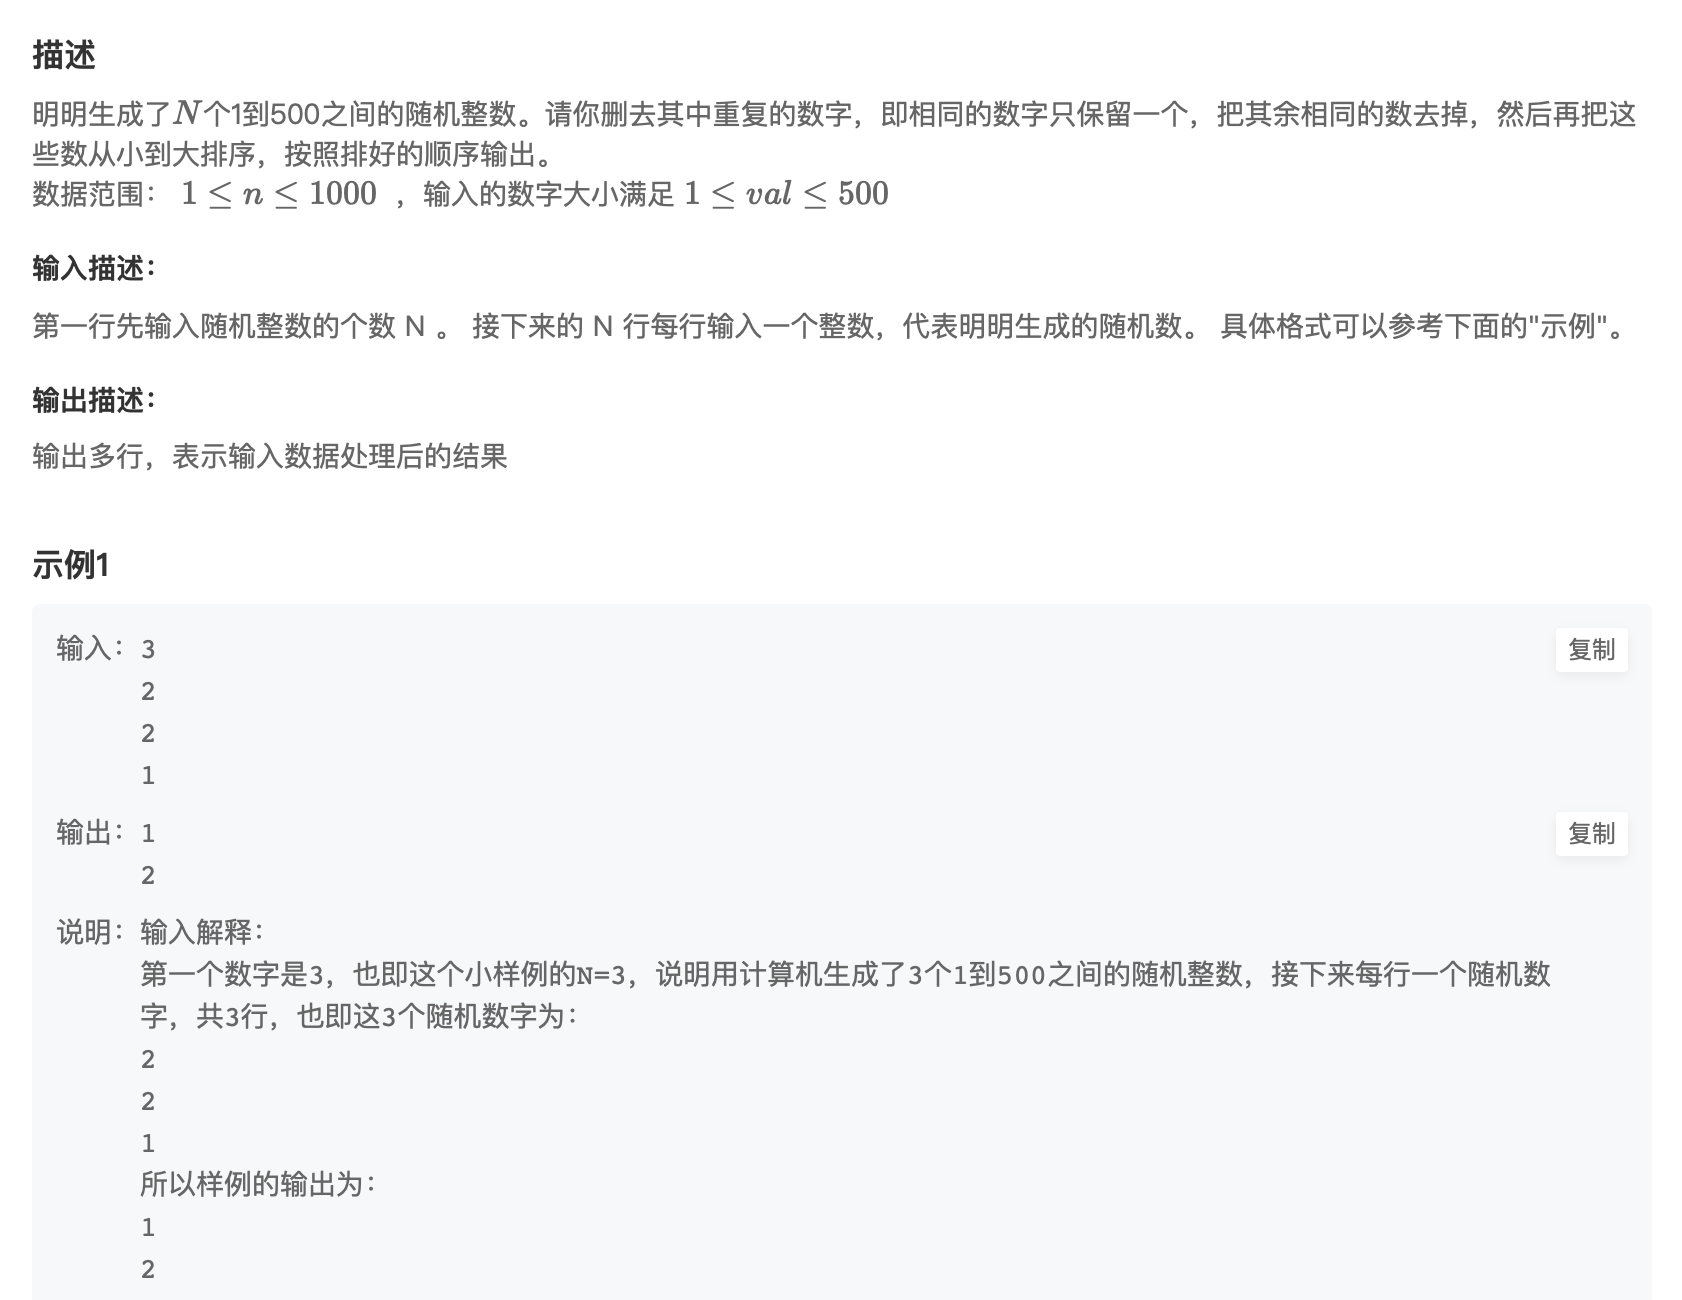 描述
明明生成了N个1到500之间的随机整数。请你删去其中重复的数字，即相同的数字只保留一个，把其余相同的数去掉，然后再把这
些数从小到大排序，按照排好的顺序输出。
数据范围： 1 ≤ n ≤ 1000 ，输入的数字大小满足 1 ≤ val ≤ 500
输入描述：
第一行先输入随机整数的个数 N 。 接下来的 N 行每行输入一个整数，代表明明生成的随机数。 具体格式可以参考下面的"示例"。
输出描述：
输出多行，表示输入数据处理后的结果
示例1
输入：3 复制
2
2
1
输出：1 复制
2
说明：输入解释：
第一个数字是3，也即这个小样例的N=3，说明用计算机生成了3个1到500之间的随机整数，接下来每行一个随机数
字，共3行，也即这3个随机数字为：
2
2
1
所以样例的输出为：
1
2